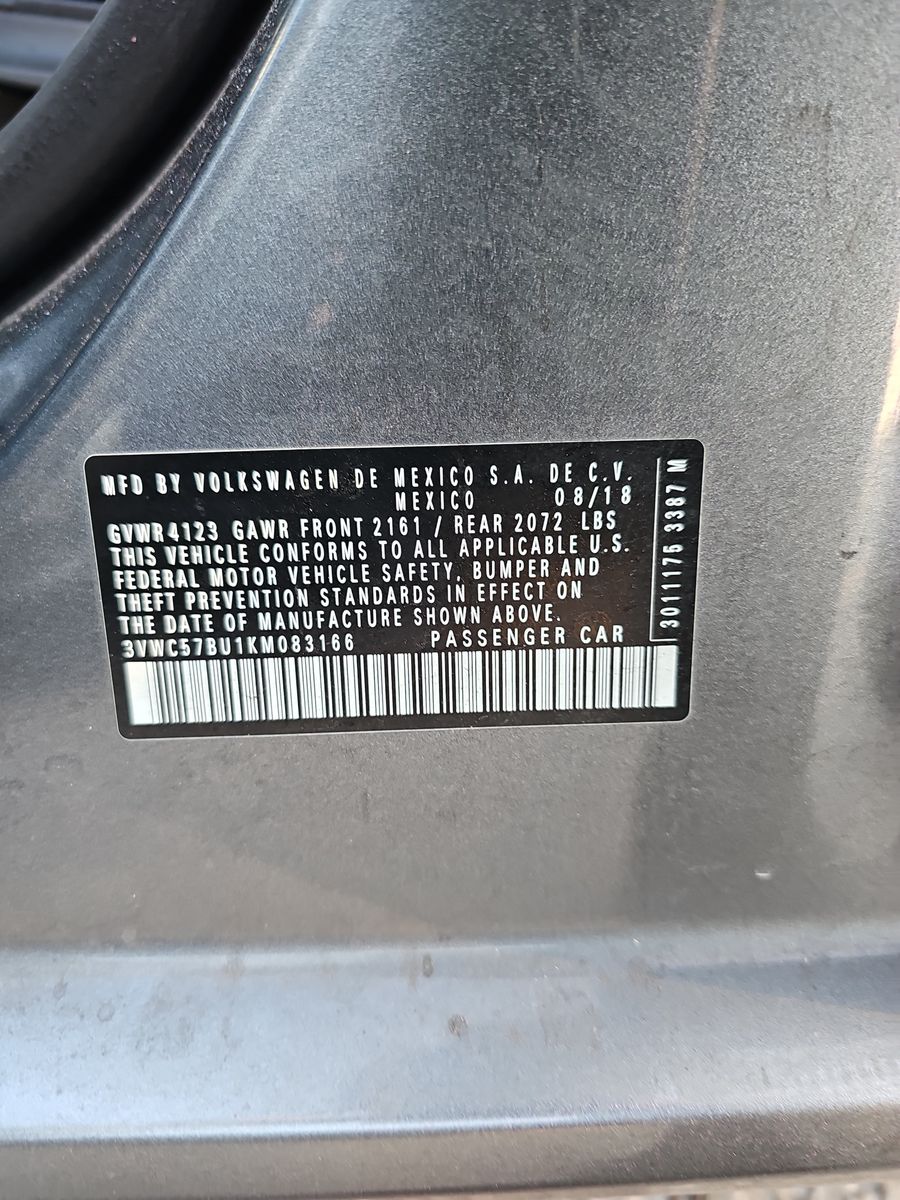 MFD BY VOLKSWAGEN DE MEXICO S.A. DE C.V.
MEXICO 08/18
GVWR 4123 GAWR FRONT 2161 / REAR 2072 LBS
THIS VEHICLE CONFORMS TO ALL APPLICABLE U.S.
FEDERAL MOTOR VEHICLE SAFETY, BUMPER AND
THEFT PREVENTION STANDARDS IN EFFECT ON
THE DATE OF MANUFACTURE SHOWN ABOVE.
3VWC57BU1KM083166 PASSENGER CAR
3011176 3387 M